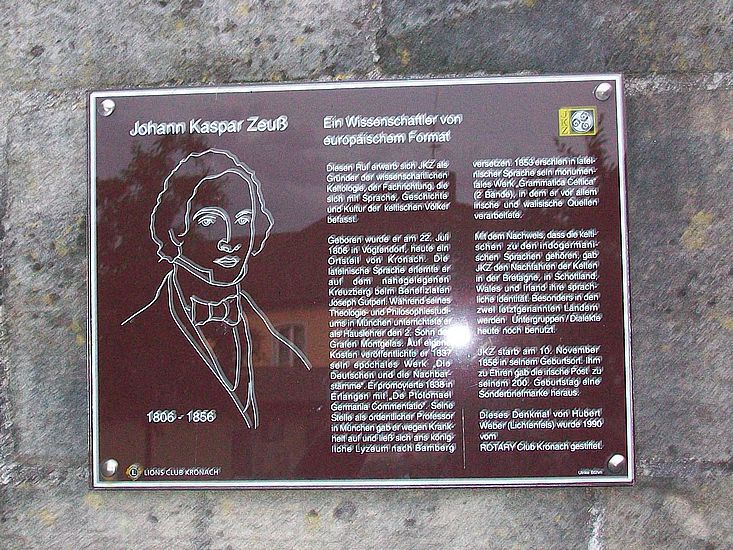 Johann Kaspar Zeuß
Ein Wissenschaftler von
europäischem Format
JKZ
Diesen Ruf erwarb sich JKZ als
Gründer der wissenschaftlichen
Keltologie, der Fachrichtung, die
sich mit Sprache, Geschichte
und Kultur der keltischen Völker
befasst.
Geboren wurde er am 22. Juli
1806 in Vogtendorf, heute ein
Ortsteil von Kronach. Die
lateinische Sprache erlernte er
auf dem nahegelegenen
Kreuzberg beim Benefiziaten
Joseph Gutperl. Während seines
Theologie- und Philosophiestudi-
ums in München unterrichtete er
als Hauslehrer den 2. Sohn des
Grafen Montgelas. Auf eigene
Kosten veröffentlichte er 1837
sein epochales Werk „Die
Deutschen und die Nachbar-
stämme". Er promovierte 1838 in
Erlangen mit „De Ptolomaei
Germania Commentatio". Seine
Stelle als ordentlicher Professor
in München gab er wegen Krank-
heit auf und ließ sich ans könig-
liche Lyzeum nach Bamberg
versetzen. 1853 erschien in latei-
nischer Sprache sein monumen-
tales Werk „Grammatica Celtica"
(2 Bände), in dem er vor allem
irische und walisische Quellen
verarbeitete.
Mit dem Nachweis, dass die kelti-
schen zu den indogermani-
schen Sprachen gehören, gab
JKZ den Nachfahren der Kelten
in der Bretagne, in Schottland,
Wales und Irland ihre sprach-
liche Identität. Besonders in den
zwei letztgenannten Ländern
werden Untergruppen/Dialekte
heute noch benutzt.
JKZ starb am 10. November
1856 in seinem Geburtsort. Ihm
zu Ehren gab die irische Post zu
seinem 200. Geburtstag eine
Sonderbriefmarke heraus.
Dieses Denkmal von Hubert
Weber (Lichtenfels) wurde 1990
vom
ROTARY Club Kronach gestiftet.
1806 - 1856
L LIONS CLUB KRONACH
Ulrike Böhm